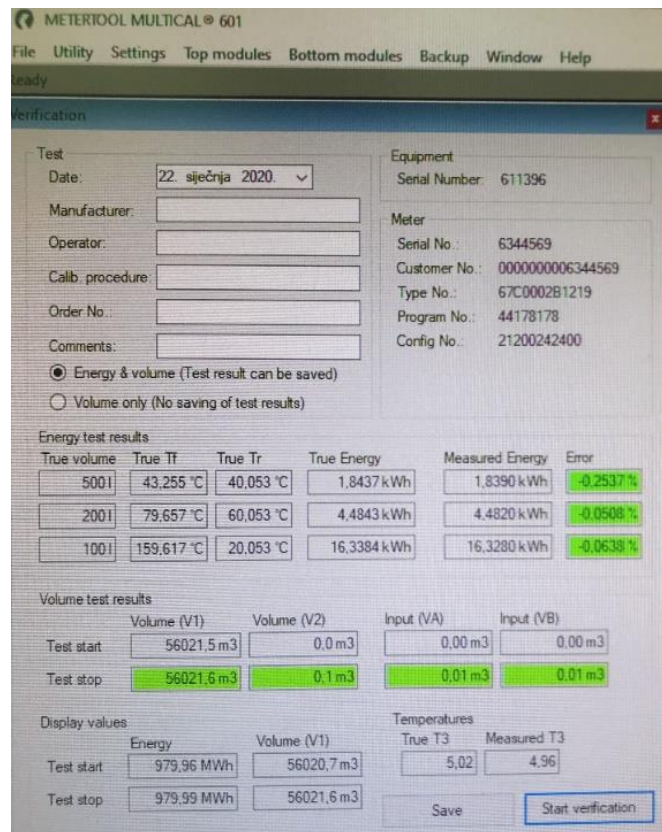 METERTOOL MULTICAL® 601
File Utility Settings Top modules Bottom modules Backup Window Help
Ready
Verification
Test
Date: 22. siječnja 2020.
Manufacturer:
Operator:
Calib. procedure:
Order No.:
Comments:
Energy & volume (Test result can be saved)
Volume only (No saving of test results)
Equipment
Serial Number: 611396
Meter
Serial No.: 6344569
Customer No.: 0000000006344569
Type No.: 67C0002B1219
Program No.: 44178178
Config No.: 21200242400
Energy test results
True volume True Tf True Tr True Energy Measured Energy Error
500 l 43,255 °C 40,053 °C 1,8437 kWh 1,8390 kWh -0,2537 %
200 l 79,657 °C 60,053 °C 4,4843 kWh 4,4820 kWh -0,0508 %
100 l 159,617 °C 20,053 °C 16,3384 kWh 16,3280 kWh -0,0638 %
Volume test results
Volume (V1) Volume (V2) Input (VA) Input (VB)
Test start 56021,5 m3 0,0 m3 0,00 m3 0,00 m3
Test stop 56021,6 m3 0,1 m3 0,01 m3 0,01 m3
Display values
Energy Volume (V1)
Test start 979,96 MWh 56020,7 m3
Test stop 979,99 MWh 56021,6 m3
Temperatures
True T3 Measured T3
5,02 4,96
Save Start verification